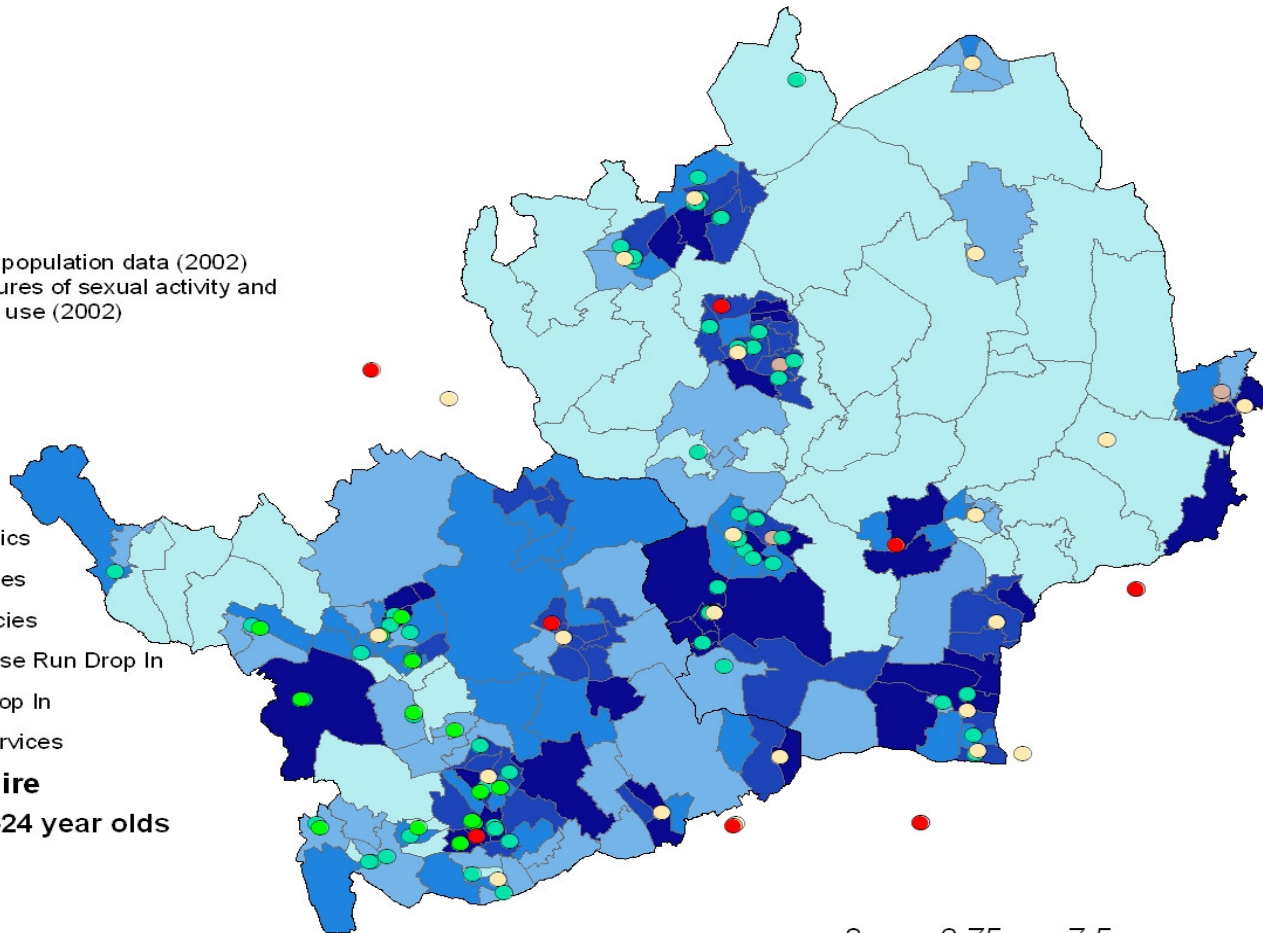 population data (2002)
ures of sexual activity and
use (2002)
ics
es
cies
se Run Drop In
op In
rvices
ire
24 year olds